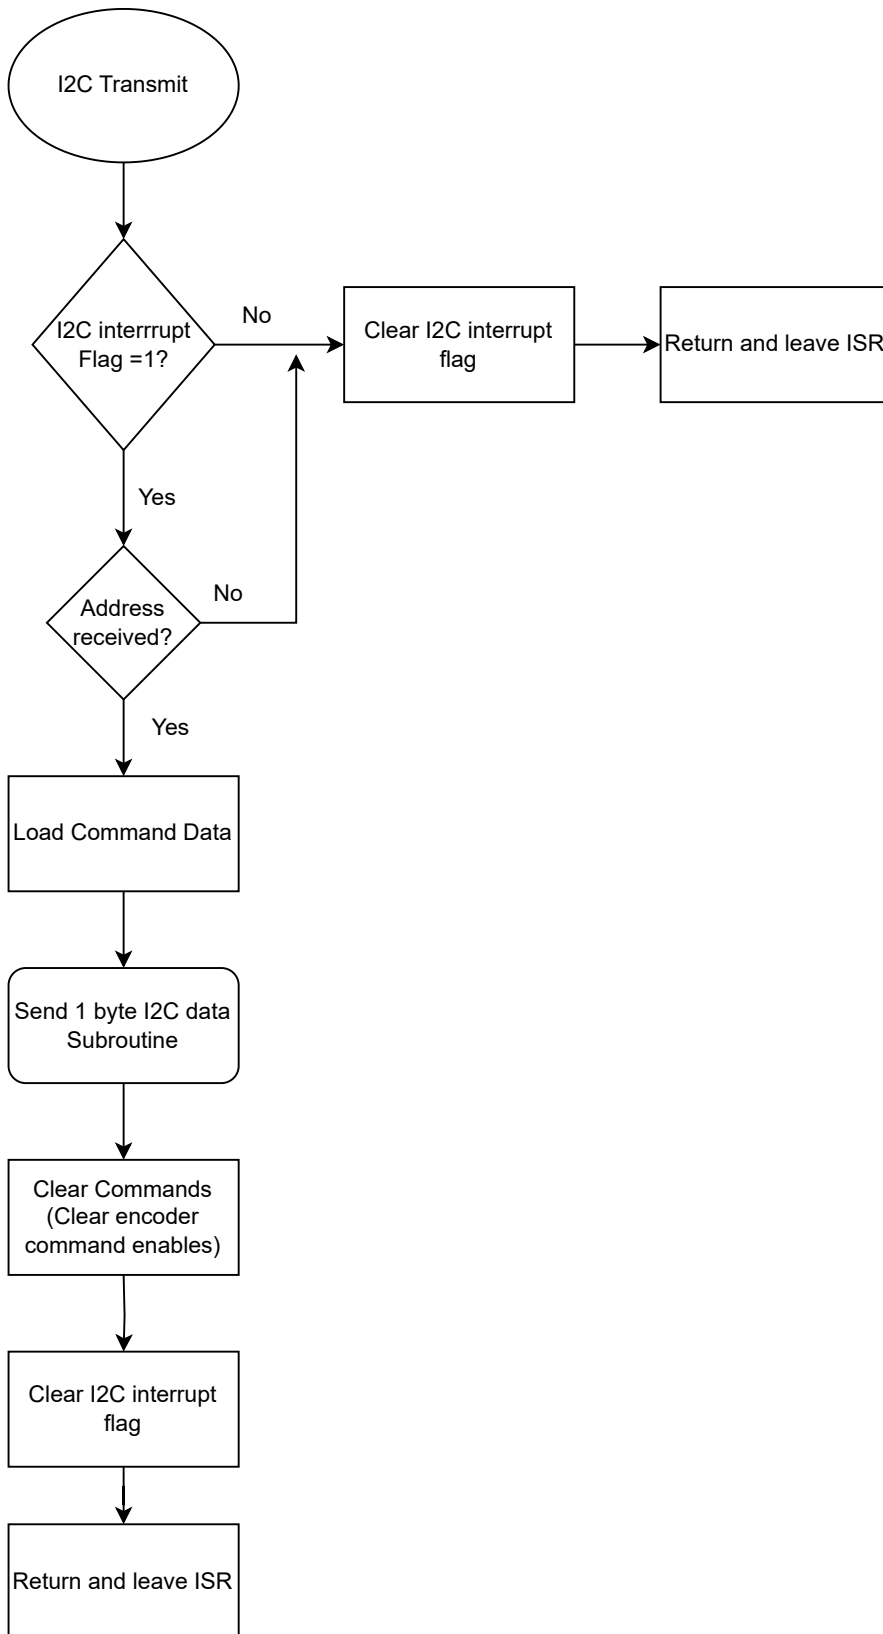 I2C Transmit
I2C interrrupt
Flag =1?
No
Clear I2C interrupt
flag
Return and leave ISR
Yes
Address
received?
No
Yes
Load Command Data
Send 1 byte I2C data
Subroutine
Clear Commands
(Clear encoder
command enables)
Clear I2C interrupt
flag
Return and leave ISR